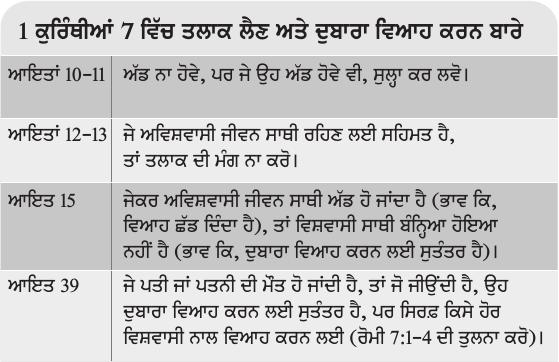 1 ਕੁਰਿੰਥੀਆਂ 7 ਵਿੱਚ ਤਲਾਕ ਲੈਣ ਅਤੇ ਦੁਬਾਰਾ ਵਿਆਹ ਕਰਨ ਬਾਰੇ
ਆਇਤਾਂ 10–11 ਅੱਡ ਨਾ ਹੋਵੇ, ਪਰ ਜੇ ਉਹ ਅੱਡ ਹੋਵੇ ਵੀ, ਸੁਲ੍ਹਾ ਕਰ ਲਵੇ।
ਆਇਤਾਂ 12–13 ਜੇ ਅਵਿਸ਼ਵਾਸੀ ਜੀਵਨ ਸਾਥੀ ਰਹਿਣ ਲਈ ਸਹਿਮਤ ਹੈ,
ਤਾਂ ਤਲਾਕ ਦੀ ਮੰਗ ਨਾ ਕਰੋ।
ਆਇਤ 15 ਜੇਕਰ ਅਵਿਸ਼ਵਾਸੀ ਜੀਵਨ ਸਾਥੀ ਅੱਡ ਹੋ ਜਾਂਦਾ ਹੈ (ਭਾਵ ਕਿ,
ਵਿਆਹ ਛੱਡ ਦਿੰਦਾ ਹੈ), ਤਾਂ ਵਿਸ਼ਵਾਸੀ ਸਾਥੀ ਬੰਨ੍ਹਿਆ ਹੋਇਆ
ਨਹੀਂ ਹੈ (ਭਾਵ ਕਿ, ਦੁਬਾਰਾ ਵਿਆਹ ਕਰਨ ਲਈ ਸੁਤੰਤਰ ਹੈ)।
ਆਇਤ 39 ਜੇ ਪਤੀ ਜਾਂ ਪਤਨੀ ਦੀ ਮੌਤ ਹੋ ਜਾਂਦੀ ਹੈ, ਤਾਂ ਜੋ ਜੀਉਂਦੀ ਹੈ, ਉਹ
ਦੁਬਾਰਾ ਵਿਆਹ ਕਰਨ ਲਈ ਸੁਤੰਤਰ ਹੈ, ਪਰ ਸਿਰਫ਼ ਕਿਸੇ ਹੋਰ
ਵਿਸ਼ਵਾਸੀ ਨਾਲ ਵਿਆਹ ਕਰਨ ਲਈ (ਰੋਮੀ 7:1–4 ਦੀ ਤੁਲਨਾ ਕਰੋ)।